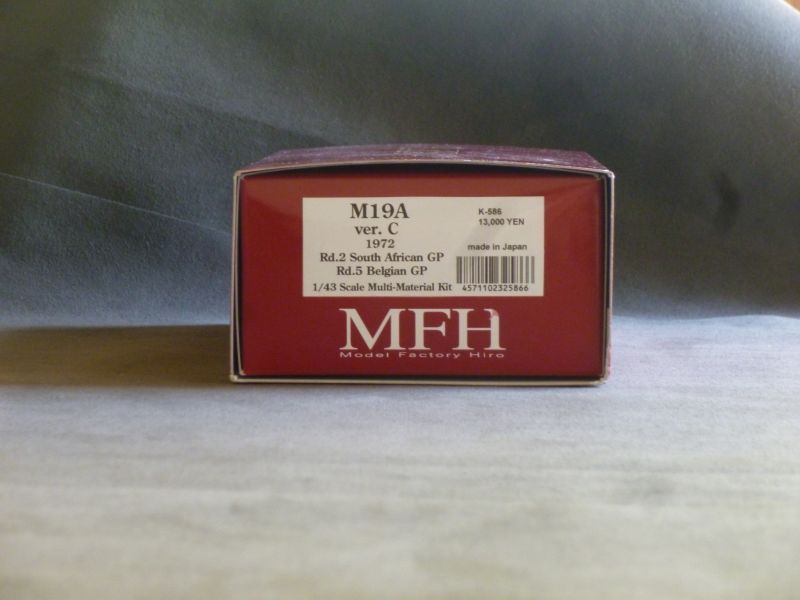 M19A
ver. C
1972
Rd.2 South African GP
Rd.5 Belgian GP
1/43 Scale Multi-Material Kit
K-586
13,000 YEN
made in Japan
4571102325866
MFH
Model Factory Hiro